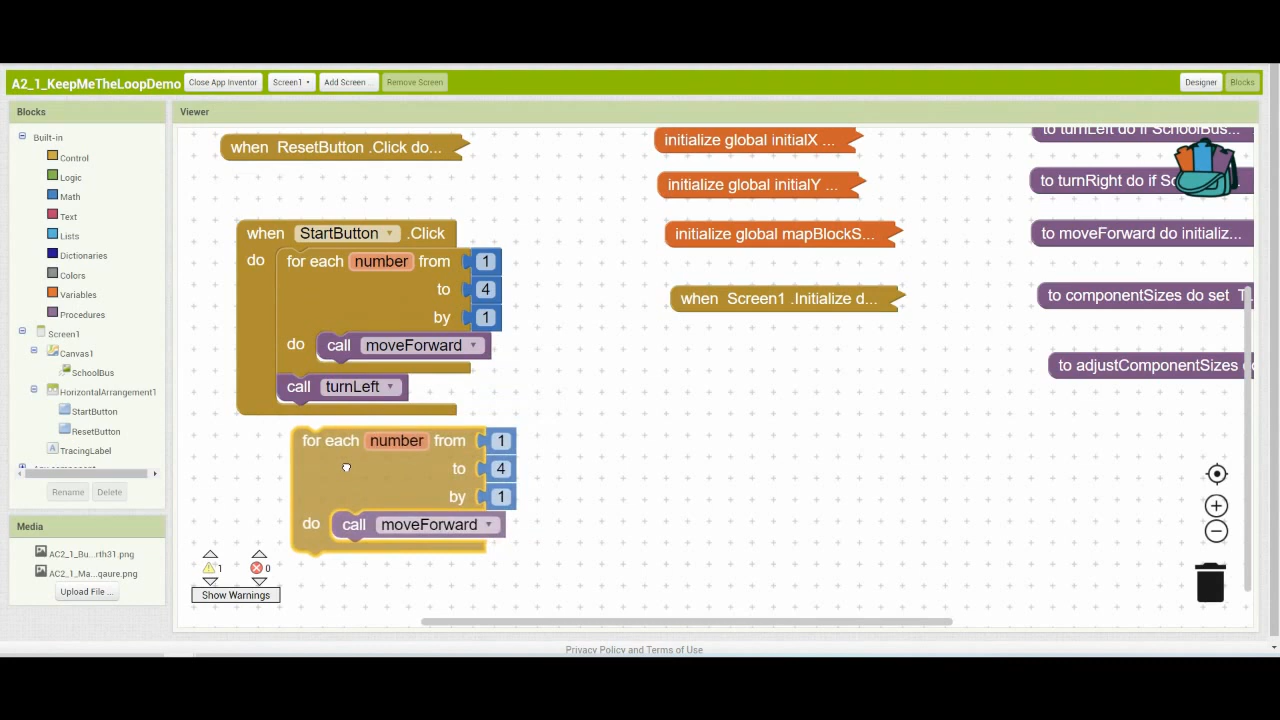 A2_1_KeepMeTheLoopDemo
Close App Inventor
Screen1
Add Screen ...
Remove Screen
Designer
Blocks
Blocks
Viewer
Built-in
Control
Logic
Math
Text
Lists
Dictionaries
Colors
Variables
Procedures
Screen1
Canvas1
SchoolBus
HorizontalArrangement1
StartButton
ResetButton
TracingLabel
Rename
Delete
Media
AC2_1_Bu...rth31.png
AC2_1_Ma...qaure.png
Upload File ...
when ResetButton .Click do...
when StartButton .Click
do for each number from 1
to 4
by 1
do call moveForward
call turnLeft
for each number from 1
to 4
by 1
do call moveForward
1 0
Show Warnings
initialize global initialX ...
initialize global initialY ...
initialize global mapBlockS...
when Screen1 .Initialize d...
to turnLeft do if SchoolBus...
to turnRight do if Sc
to moveForward do initializ...
to componentSizes do set
to adjustComponentSizes
Privacy Policy and Terms of Use